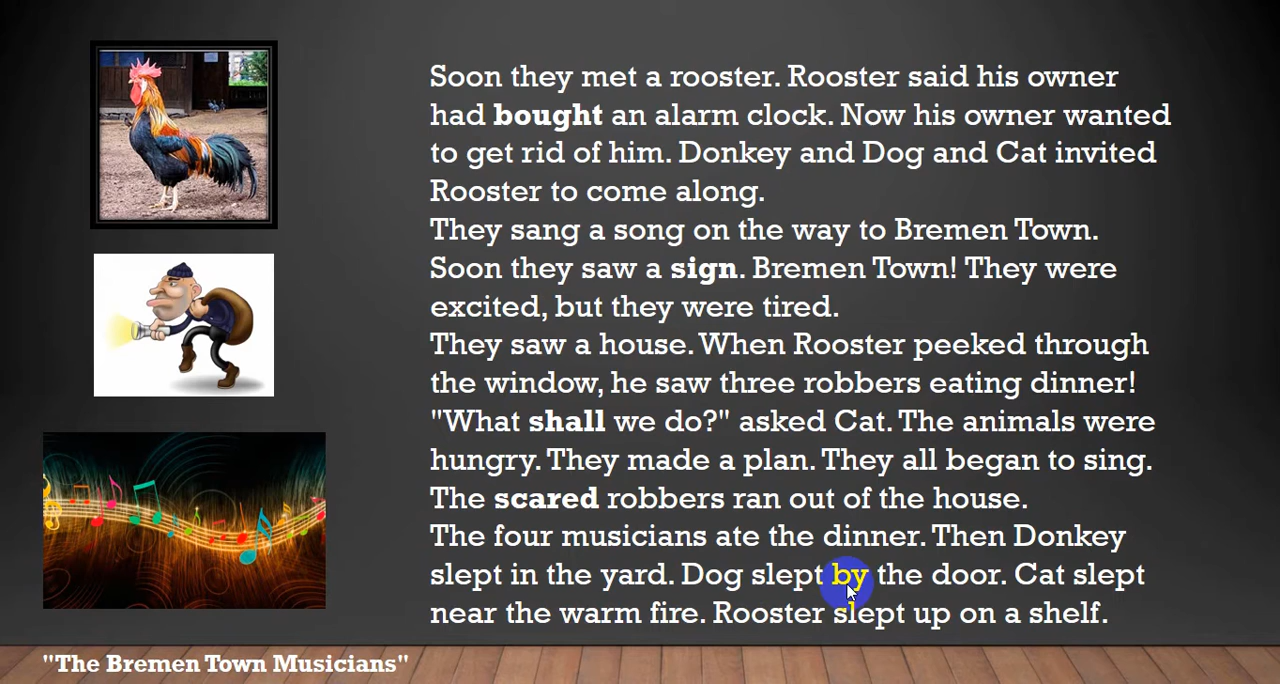 Soon they met a rooster. Rooster said his owner
had bought an alarm clock. Now his owner wanted
to get rid of him. Donkey and Dog and Cat invited
Rooster to come along.
They sang a song on the way to Bremen Town.
Soon they saw a sign. Bremen Town! They were
excited, but they were tired.
They saw a house. When Rooster peeked through
the window, he saw three robbers eating dinner!
"What shall we do?" asked Cat. The animals were
hungry. They made a plan. They all began to sing.
The scared robbers ran out of the house.
The four musicians ate the dinner. Then Donkey
slept in the yard. Dog slept by the door. Cat slept
near the warm fire. Rooster slept up on a shelf.
"The Bremen Town Musicians"